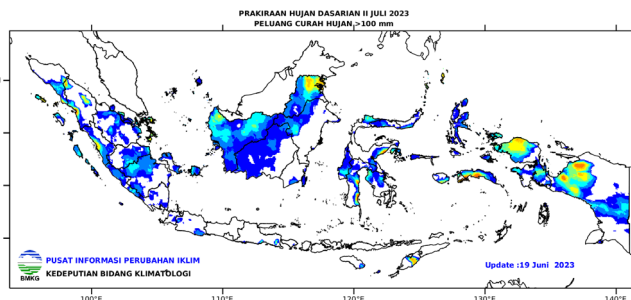 PRAKIRAAN HUJAN DASARIAN II JULI 2023
PELUANG CURAH HUJAN >100 mm
PUSAT INFORMASI PERUBAHAN IKLIM
KEDEPUTIAN BIDANG KLIMATOLOGI
BMKG
Update :19 Juni 2023
100°E 110°E 120°E 130°E 140°E